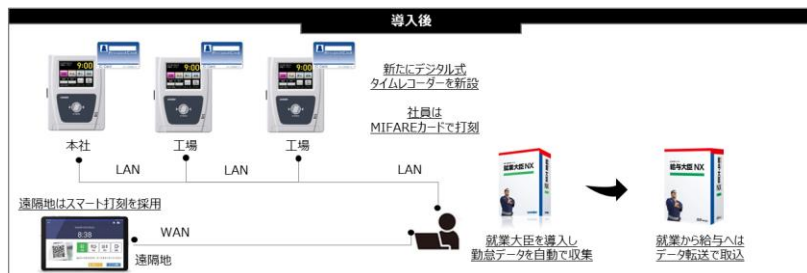 導入後
新たにデジタル式
タイムレコーダーを新設
社員は
MIFAREカードで打刻
9:00
9:00
9:00
本社
工場
工場
LAN
LAN
LAN
就業大臣 NX
給与大臣 NX
遠隔地はスマート打刻を採用
8:38
WAN
遠隔地
就業大臣を導入し
勤怠データを自動で収集
就業から給与へは
データ転送で取込